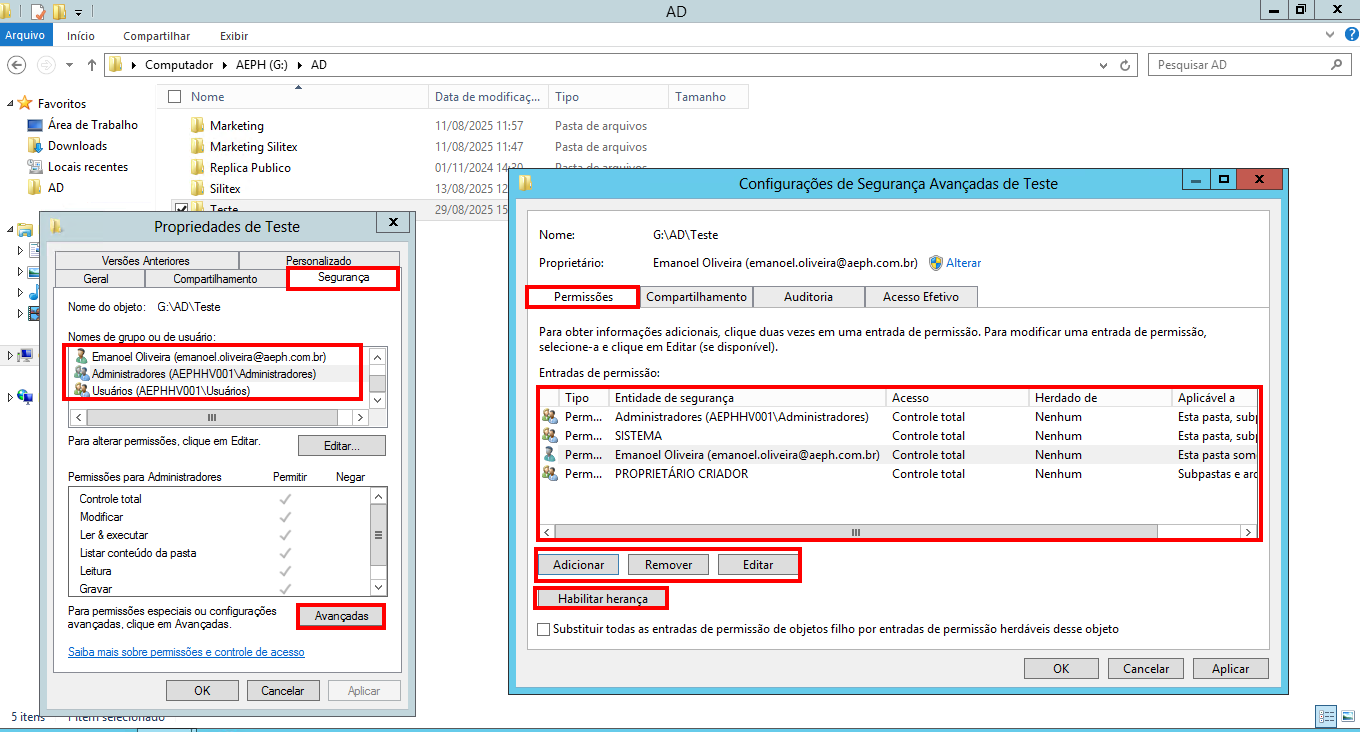 AD
Arquivo Início Compartilhar Exibir
Computador AEPH (G:) AD
Pesquisar AD
Favoritos
Área de Trabalho
Downloads
Locais recentes
AD
Nome Data de modificaç... Tipo Tamanho
Marketing 11/08/2025 11:57 Pasta de arquivos
Marketing Silitex 11/08/2025 11:47 Pasta de arquivos
Replica Publico 01/11/2024 14:30 Pasta de arquivos
Silitex 13/08/2025 12
Teste 29/08/2025 15
5 itens 1 item selecionado
Propriedades de Teste
Versões Anteriores Personalizado
Geral Compartilhamento Segurança
Nome do objeto: G:\AD\Teste
Nomes de grupo ou de usuário:
Emanoel Oliveira (emanoel.oliveira@aeph.com.br)
Administradores (AEPHHV001\Administradores)
Usuários (AEPHHV001\Usuários)
Para alterar permissões, clique em Editar.
Editar...
Permissões para Administradores Permitir Negar
Controle total
Modificar
Ler & executar
Listar conteúdo da pasta
Leitura
Gravar
Para permissões especiais ou configurações
avançadas, clique em Avançadas.
Avançadas
Saiba mais sobre permissões e controle de acesso
OK Cancelar Aplicar
Configurações de Segurança Avançadas de Teste
Nome: G:\AD\Teste
Proprietário: Emanoel Oliveira (emanoel.oliveira@aeph.com.br) Alterar
Permissões Compartilhamento Auditoria Acesso Efetivo
Para obter informações adicionais, clique duas vezes em uma entrada de permissão. Para modificar uma entrada de permissão,
selecione-a e clique em Editar (se disponível).
Entradas de permissão:
Tipo Entidade de segurança Acesso Herdado de Aplicável a
Perm... Administradores (AEPHHV001\Administradores) Controle total Nenhum Esta pasta, subp
Perm... SISTEMA Controle total Nenhum Esta pasta, subp
Perm... Emanoel Oliveira (emanoel.oliveira@aeph.com.br) Controle total Nenhum Esta pasta som
Perm... PROPRIETÁRIO CRIADOR Controle total Nenhum Subpastas e arq
Adicionar Remover Editar
Habilitar herança
Substituir todas as entradas de permissão de objetos filho por entradas de permissão herdáveis desse objeto
OK Cancelar Aplicar